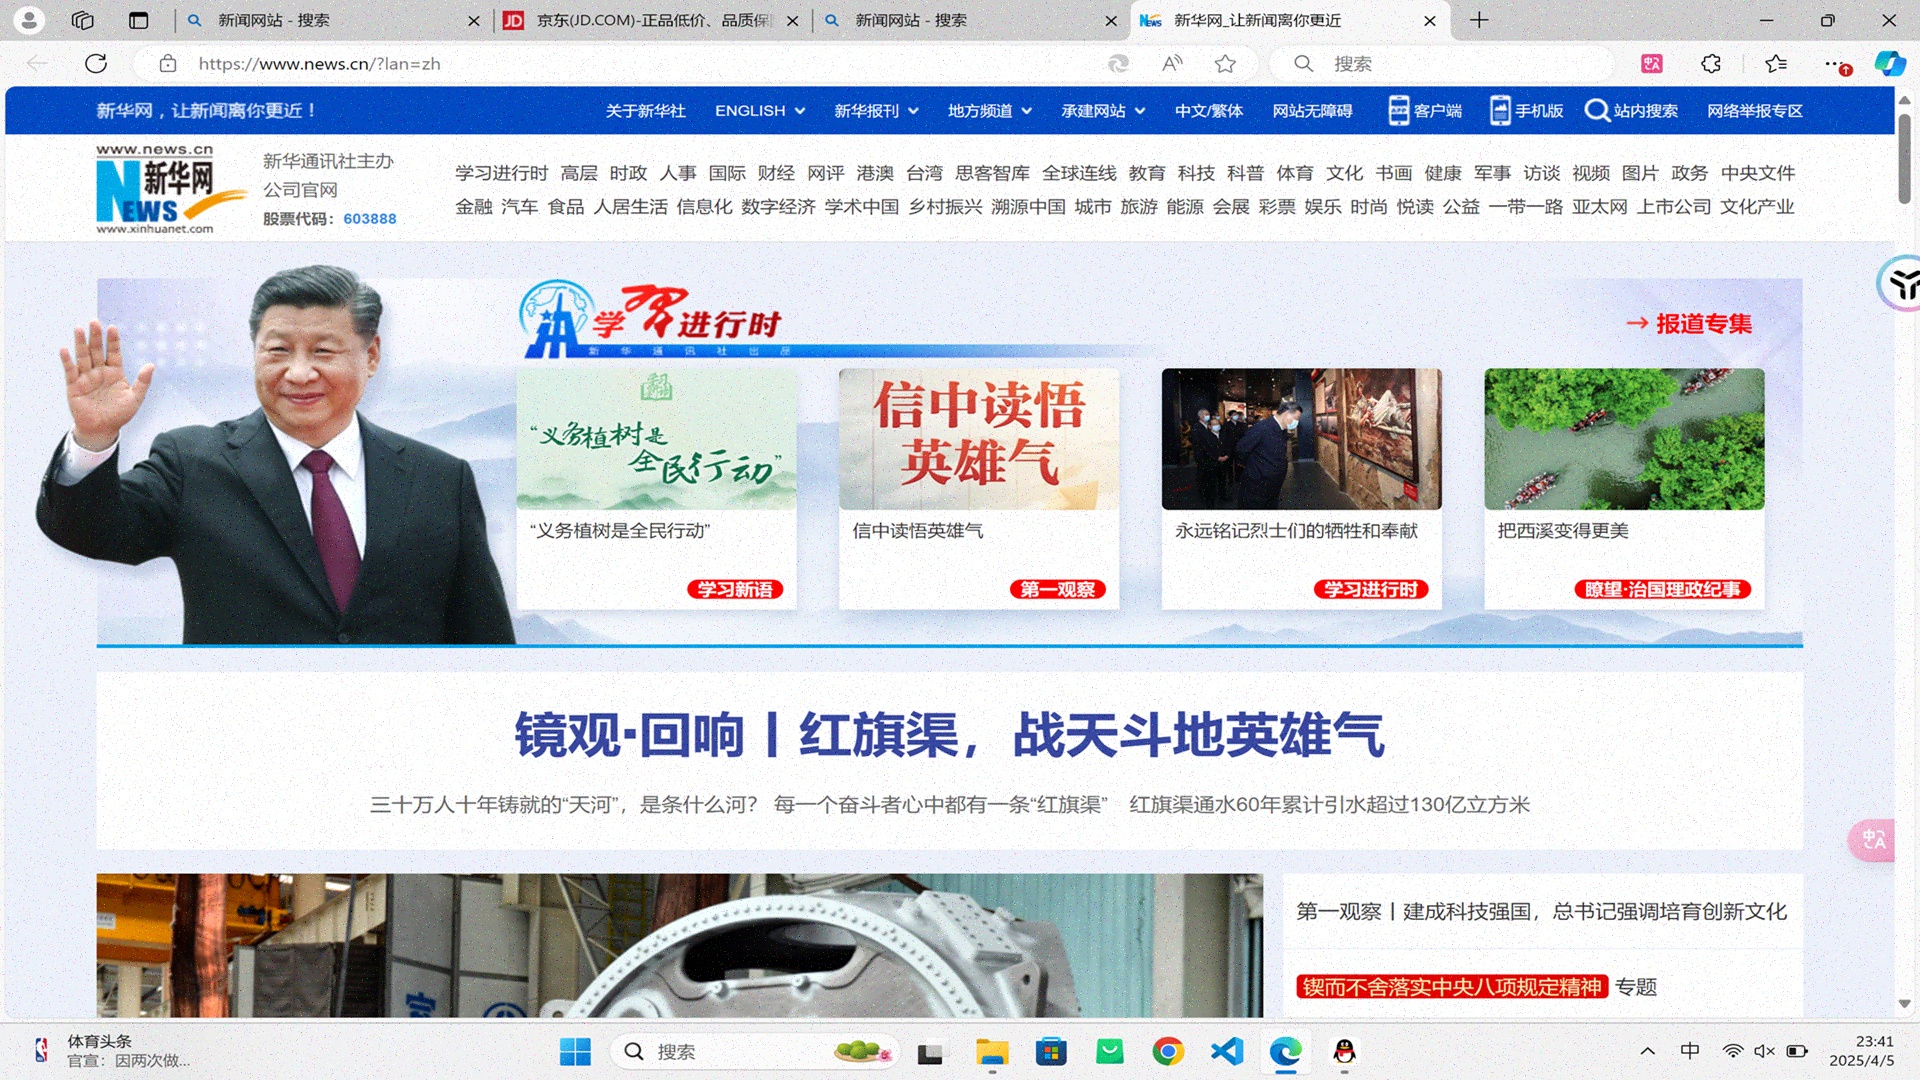 新闻网站 - 搜索
京东(JD.COM)-正品低价、品质保
新闻网站 - 搜索
新华网_让新闻离你更近
https://www.news.cn/?lan=zh
搜索
新华网，让新闻离你更近！
关于新华社 ENGLISH 新华报刊 地方频道 承建网站 中文/繁体 网站无障碍 客户端 手机版 站内搜索 网络举报专区
www.news.cn
新华网
NEWS
www.xinhuanet.com
新华通讯社主办
公司官网
股票代码：603888
学习进行时 高层 时政 人事 国际 财经 网评 港澳 台湾 思客智库 全球连线 教育 科技 科普 体育 文化 书画 健康 军事 访谈 视频 图片 政务 中央文件
金融 汽车 食品 人居生活 信息化 数字经济 学术中国 乡村振兴 溯源中国 城市 旅游 能源 会展 彩票 娱乐 时尚 悦读 公益 一带一路 亚太网 上市公司 文化产业
学习进行时
新华通讯社出品
→ 报道专集
“义务植树是
全民行动”
信中读悟
英雄气
“义务植树是全民行动”
信中读悟英雄气
永远铭记烈士们的牺牲和奉献
把西溪变得更美
学习新语
第一观察
学习进行时
瞭望·治国理政纪事
镜观·回响丨红旗渠，战天斗地英雄气
三十万人十年铸就的“天河”，是条什么河？ 每一个奋斗者心中都有一条“红旗渠” 红旗渠通水60年累计引水超过130亿立方米
第一观察丨建成科技强国，总书记强调培育创新文化
锲而不舍落实中央八项规定精神 专题
体育头条
官宣：因两次做...
搜索
中
23:41
2025/4/5